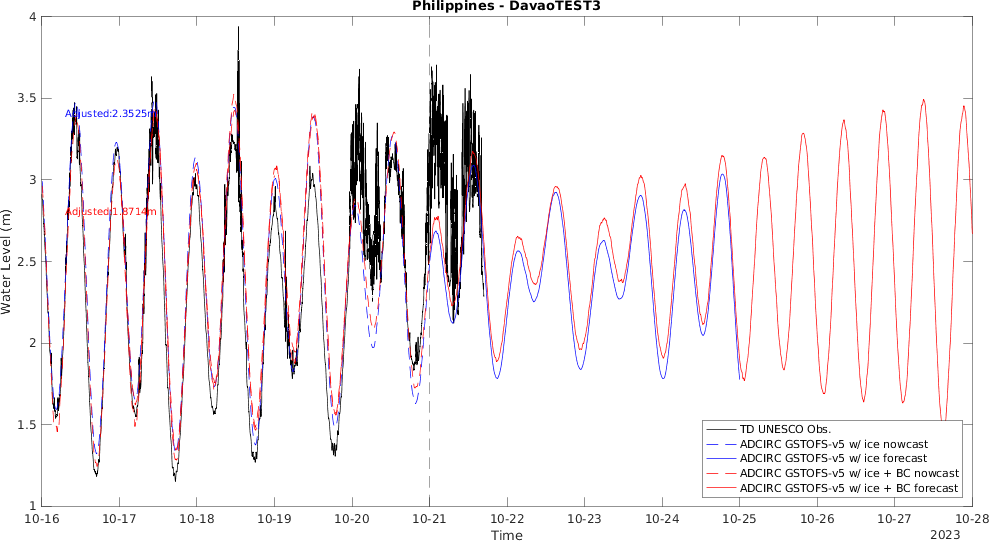 Philippines - DavaoTEST3
Water Level (m)
4
3.5
3
2.5
2
1.5
1
Adjusted:2.3525m
Adjusted:1.8714m
TD UNESCO Obs.
ADCIRC GSTOFS-v5 w/ ice nowcast
ADCIRC GSTOFS-v5 w/ ice forecast
ADCIRC GSTOFS-v5 w/ ice + BC nowcast
ADCIRC GSTOFS-v5 w/ ice + BC forecast
10-16 10-17 10-18 10-19 10-20 10-21 10-22 10-23 10-24 10-25 10-26 10-27 10-28
Time
2023